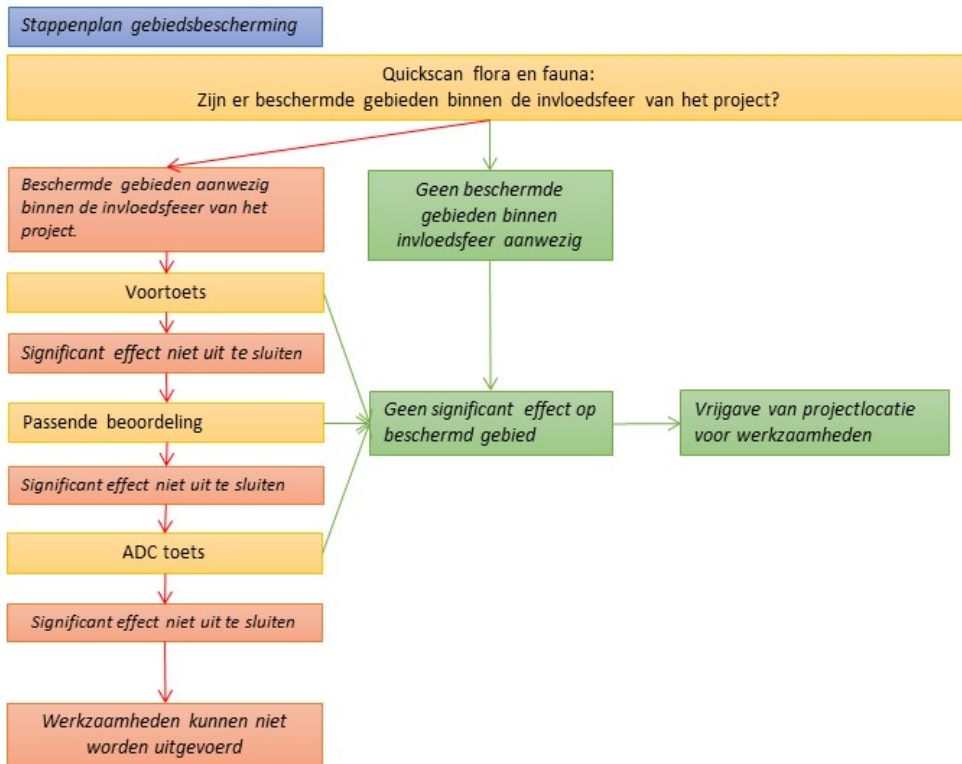 Stappenplan gebiedsbescherming
Quickscan flora en fauna:
Zijn er beschermde gebieden binnen de invloedsfeer van het project?
Beschermde gebieden aanwezig
binnen de invloedsfeeer van het
project.
Geen beschermde
gebieden binnen
invloedsfeer aanwezig
Voortoets
Significant effect niet uit te sluiten
Passende beoordeling
Geen significant effect op
beschermd gebied
Vrijgave van projectlocatie
voor werkzaamheden
Significant effect niet uit te sluiten
ADC toets
Significant effect niet uit te sluiten
Werkzaamheden kunnen niet
worden uitgevoerd